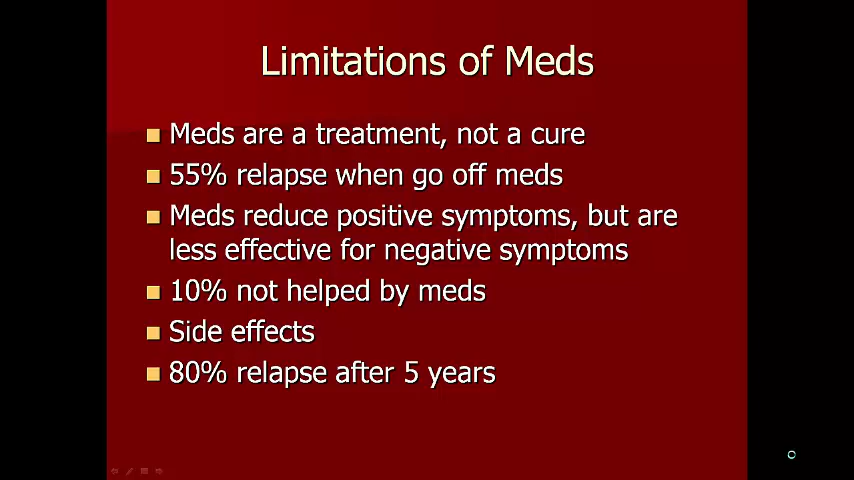 Limitations of Meds
Meds are a treatment, not a cure
55% relapse when go off meds
Meds reduce positive symptoms, but are
less effective for negative symptoms
10% not helped by meds
Side effects
80% relapse after 5 years